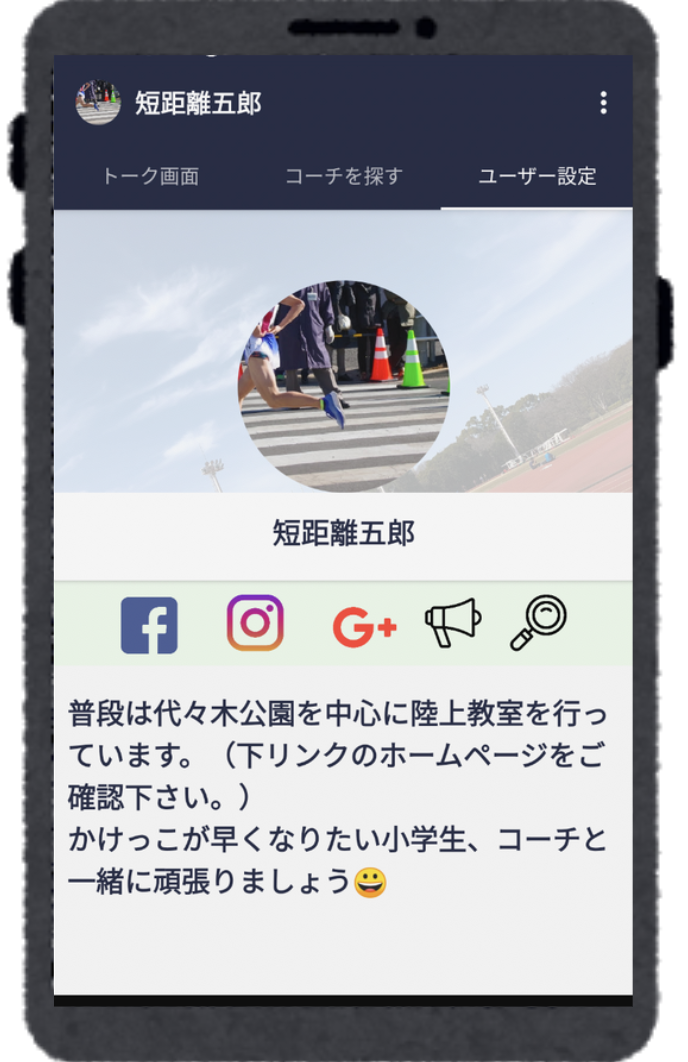 短距離五郎
トーク画面 コーチを探す ユーザー設定
短距離五郎
G+
普段は代々木公園を中心に陸上教室を行っ
ています。（下リンクのホームページをご
確認下さい。）
かけっこが早くなりたい小学生、コーチと
一緒に頑張りましょう😀